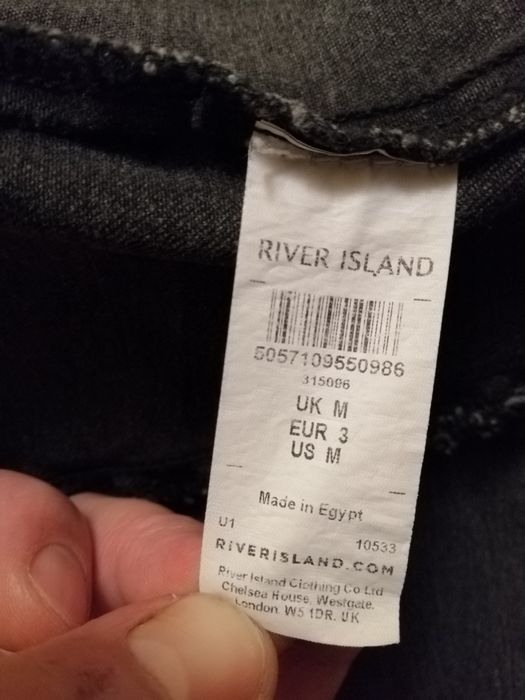 RIVER ISLAND
5057109550986
315096
UK M
EUR 3
US M
Made in Egypt
U1 10533
RIVERISLAND.COM
River Island Clothing Co Ltd
Chelsea House, Westgate,
London. W5 1DR. UK